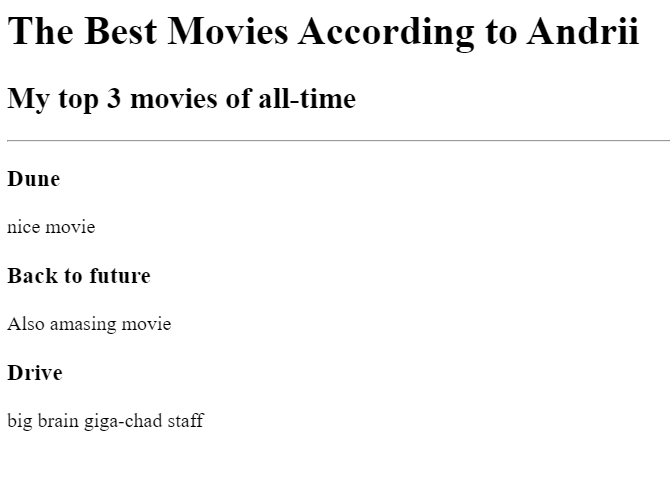 The Best Movies According to Andrii
My top 3 movies of all-time
Dune
nice movie
Back to future
Also amasing movie
Drive
big brain giga-chad staff